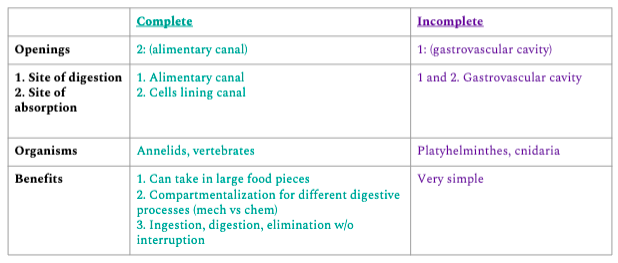 Complete Incomplete
Openings 2: (alimentary canal) 1: (gastrovascular cavity)
1. Site of digestion 1. Alimentary canal 1 and 2. Gastrovascular cavity
2. Site of 2. Cells lining canal
absorption
Organisms Annelids, vertebrates Platyhelminthes, cnidaria
Benefits 1. Can take in large food pieces Very simple
2. Compartmentalization for different digestive
processes (mech vs chem)
3. Ingestion, digestion, elimination w/o
interruption